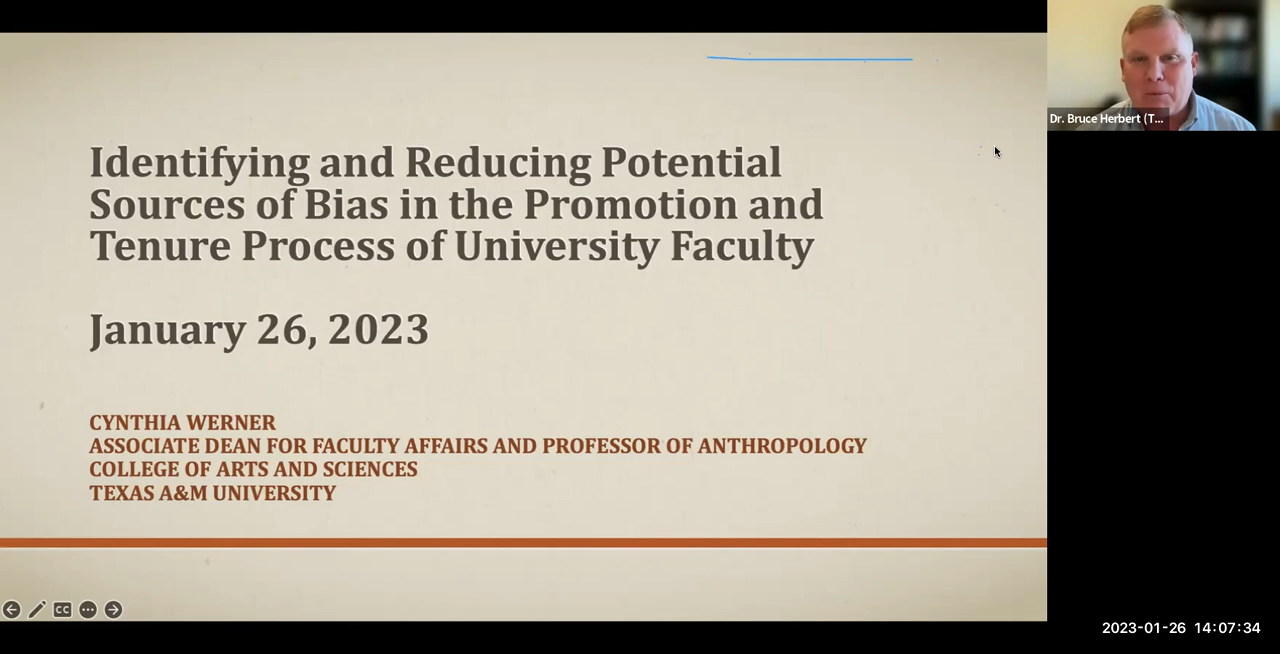 Identifying and Reducing Potential
Sources of Bias in the Promotion and
Tenure Process of University Faculty
January 26, 2023
CYNTHIA WERNER
ASSOCIATE DEAN FOR FACULTY AFFAIRS AND PROFESSOR OF ANTHROPOLOGY
COLLEGE OF ARTS AND SCIENCES
TEXAS A&M UNIVERSITY
Dr. Bruce Herbert (T...
CC
2023-01-26 14:07:34